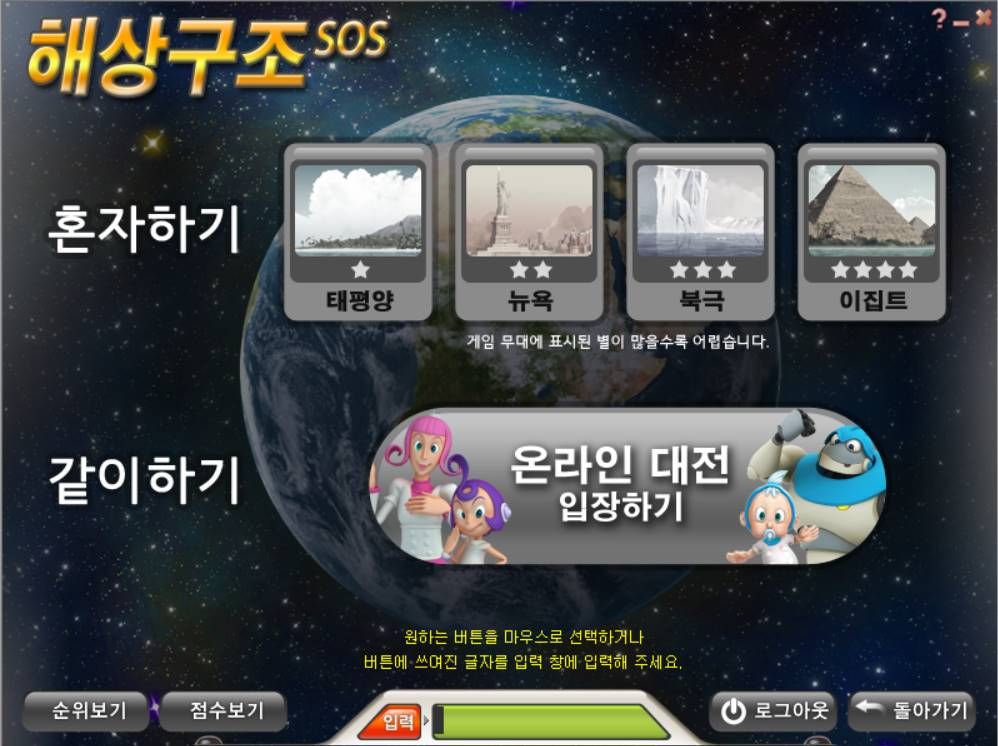 해상구조 SOS
혼자하기
태평양
뉴욕
북극
이집트
게임 무대에 표시된 별이 많을수록 어렵습니다.
같이하기
온라인 대전
입장하기
원하는 버튼을 마우스로 선택하거나
버튼에 쓰여진 글자를 입력 창에 입력해 주세요.
순위보기
점수보기
입력
로그아웃
돌아가기